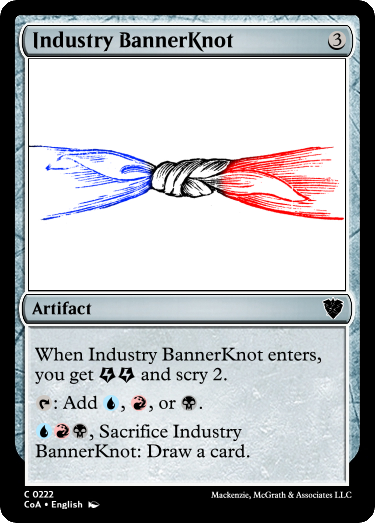 Industry BannerKnot 3
Artifact
When Industry BannerKnot enters,
you get and scry 2.
: Add , , or .
, Sacrifice Industry
BannerKnot: Draw a card.
C 0222
CoA • English
Mackenzie, McGrath & Associates LLC